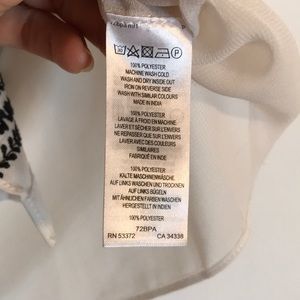 100% POLYESTER
MACHINE WASH COLD
WASH AND DRY INSIDE OUT
IRON ON REVERSE SIDE
WASH WITH SIMILAR COLOURS
MADE IN INDIA
100% POLYESTER
LAVAGE À FROID EN MACHINE
LAVER ET SÉCHER SUR L'ENVERS
NE REPASSER QUE SUR L'ENVERS
LAVER AVEC DES COULEURS
SIMILAIRES
FABRIQUÉ EN INDE
100% POLYESTER
KALTE MASCHINENWÄSCHE
AUF LINKS WASCHEN UND TROCKNEN
AUF LINKS BÜGELN
MIT ÄHNLICHEN FARBEN WASCHEN
HERGESTELLT IN INDIEN
100% POLYESTER
72BPA
RN 53372 CA 34338